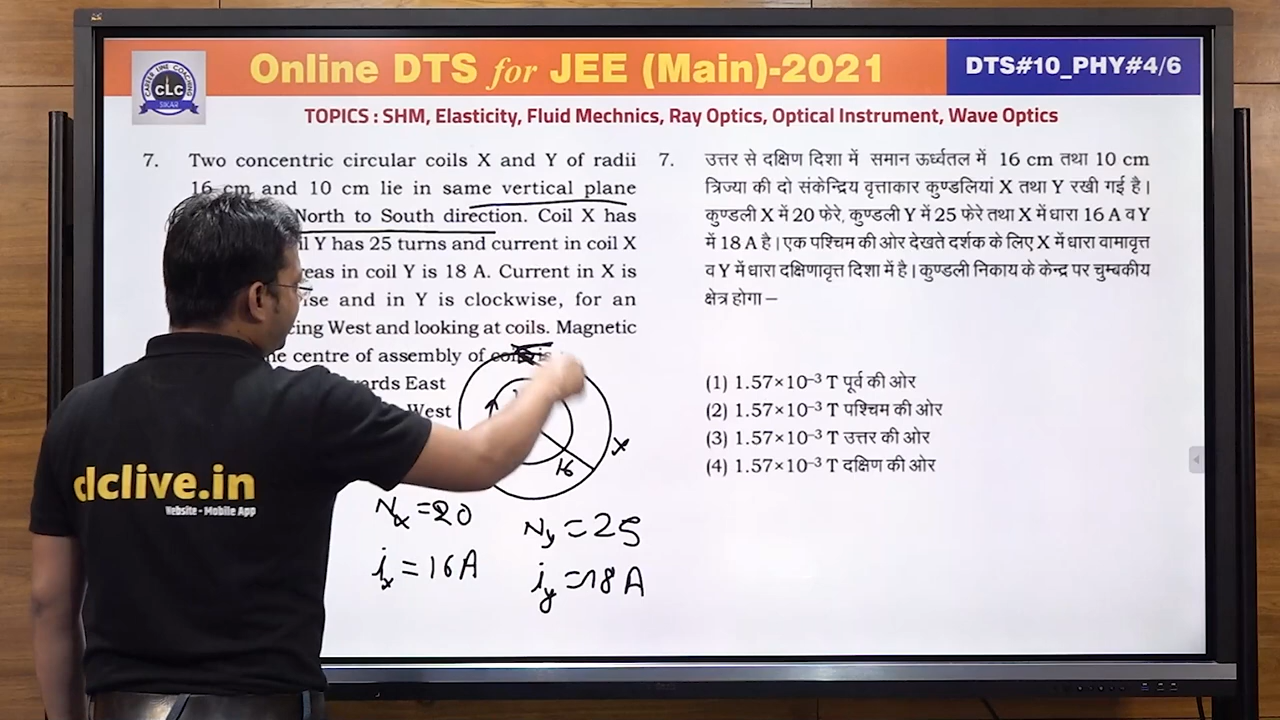 Online DTS for JEE (Main)-2021
DTS#10_PHY#4/6
CAREER LINE COACHING
CLC
SIKAR
TOPICS : SHM, Elasticity, Fluid Mechnics, Ray Optics, Optical Instrument, Wave Optics
7. Two concentric circular coils X and Y of radii
16 cm and 10 cm lie in same vertical plane
North to South direction. Coil X has
Y has 25 turns and current in coil X
in coil Y is 18 A. Current in X is
and in Y is clockwise, for an
West and looking at coils. Magnetic
centre of assembly of is
East
West
X
16
Nx = 20
ix = 16 A
Ny = 25
iy = 18 A
7. उत्तर से दक्षिण दिशा में समान ऊर्ध्वतल में 16 cm तथा 10 cm
त्रिज्या की दो संकेन्द्रिय वृत्ताकार कुण्डलियां X तथा Y रखी गई है।
कुण्डली X में 20 फेरे, कुण्डली Y में 25 फेरे तथा X में धारा 16 A व Y
में 18 A है। एक पश्चिम की ओर देखते दर्शक के लिए X में धारा वामावृत्त
व Y में धारा दक्षिणावृत्त दिशा में है। कुण्डली निकाय के केन्द्र पर चुम्बकीय
क्षेत्र होगा –
(1) 1.57×10⁻³ T पूर्व की ओर
(2) 1.57×10⁻³ T पश्चिम की ओर
(3) 1.57×10⁻³ T उत्तर की ओर
(4) 1.57×10⁻³ T दक्षिण की ओर
clclive.in
Website - Mobile App